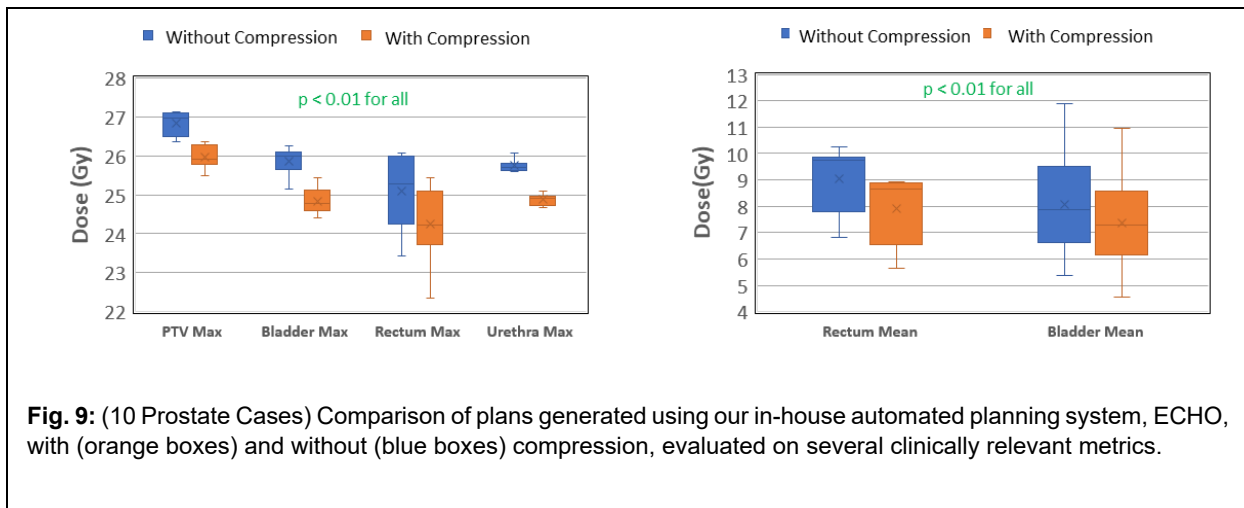 Without Compression With Compression
28
27
26
25
24
23
22
Dose (Gy)
p < 0.01 for all
PTV Max Bladder Max Rectum Max Urethra Max
Without Compression With Compression
13
12
11
10
9
8
7
6
5
4
Dose(Gy)
p < 0.01 for all
Rectum Mean Bladder Mean
Fig. 9: (10 Prostate Cases) Comparison of plans generated using our in-house automated planning system, ECHO,
with (orange boxes) and without (blue boxes) compression, evaluated on several clinically relevant metrics.